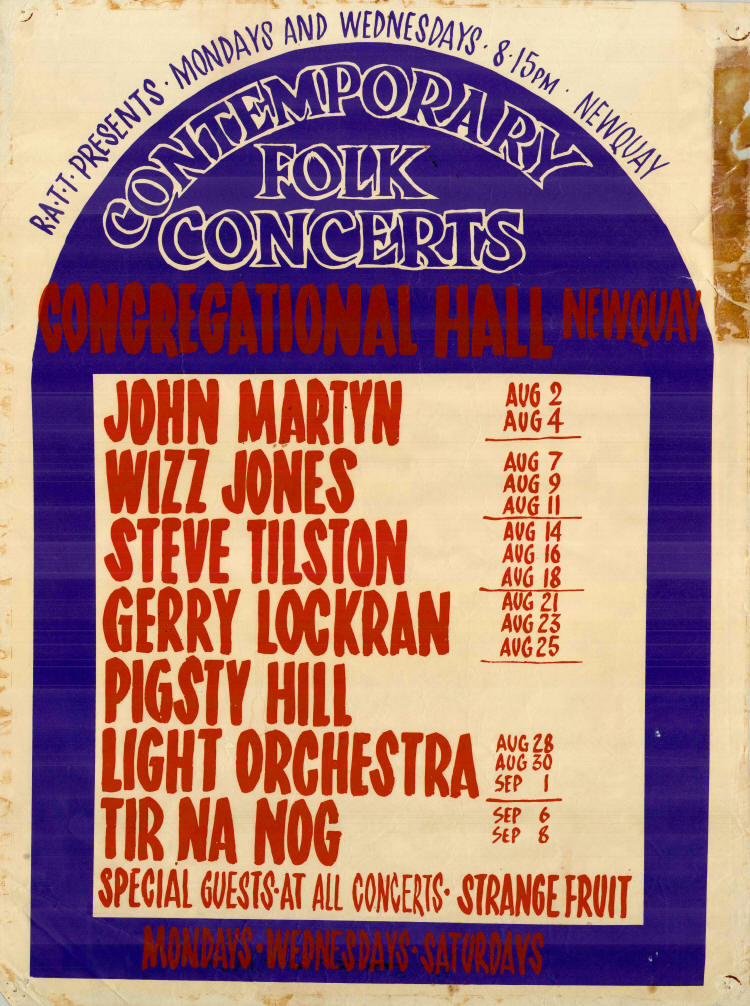 R.A.T.T. PRESENTS · MONDAYS AND WEDNESDAYS · 8·15PM · NEWQUAY
CONTEMPORARY
FOLK
CONCERTS
CONGREGATIONAL HALL NEWQUAY
JOHN MARTYN AUG 2
AUG 4
WIZZ JONES AUG 7
AUG 9
AUG 11
STEVE TILSTON AUG 14
AUG 16
AUG 18
GERRY LOCKRAN AUG 21
AUG 23
AUG 25
PIGSTY HILL
LIGHT ORCHESTRA AUG 28
AUG 30
SEP 1
TIR NA NOG SEP 6
SEP 8
SPECIAL GUESTS·AT ALL CONCERTS· STRANGE FRUIT
MONDAYS·WEDNESDAYS·SATURDAYS